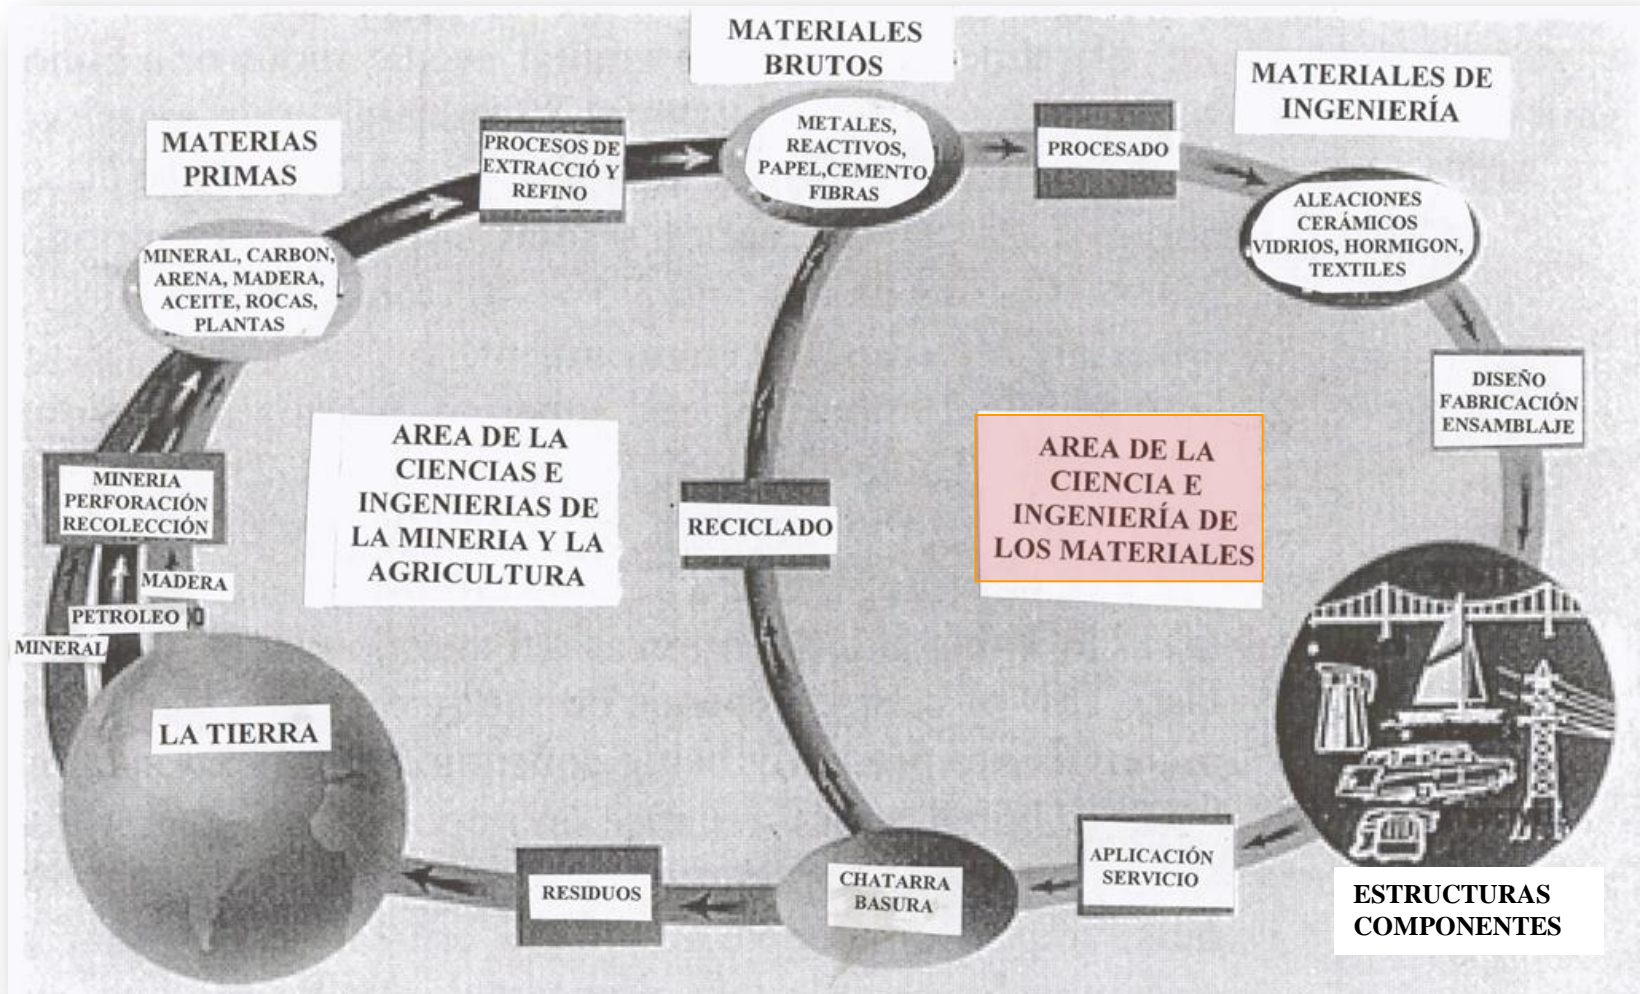 MATERIALES
BRUTOS
MATERIALES DE
INGENIERÍA
MATERIAS
PRIMAS
PROCESOS DE
EXTRACCIÓ Y
REFINO
METALES,
REACTIVOS,
PAPEL,CEMENTO,
FIBRAS
PROCESADO
ALEACIONES
CERÁMICOS
VIDRIOS, HORMIGON,
TEXTILES
MINERAL, CARBON,
ARENA, MADERA,
ACEITE, ROCAS,
PLANTAS
DISEÑO
FABRICACIÓN
ENSAMBLAJE
MINERIA
PERFORACIÓN
RECOLECCIÓN
AREA DE LA
CIENCIAS E
INGENIERIAS DE
LA MINERIA Y LA
AGRICULTURA
RECICLADO
AREA DE LA
CIENCIA E
INGENIERÍA DE
LOS MATERIALES
MADERA
PETROLEO
MINERAL
LA TIERRA
RESIDUOS
CHATARRA
BASURA
APLICACIÓN
SERVICIO
ESTRUCTURAS
COMPONENTES